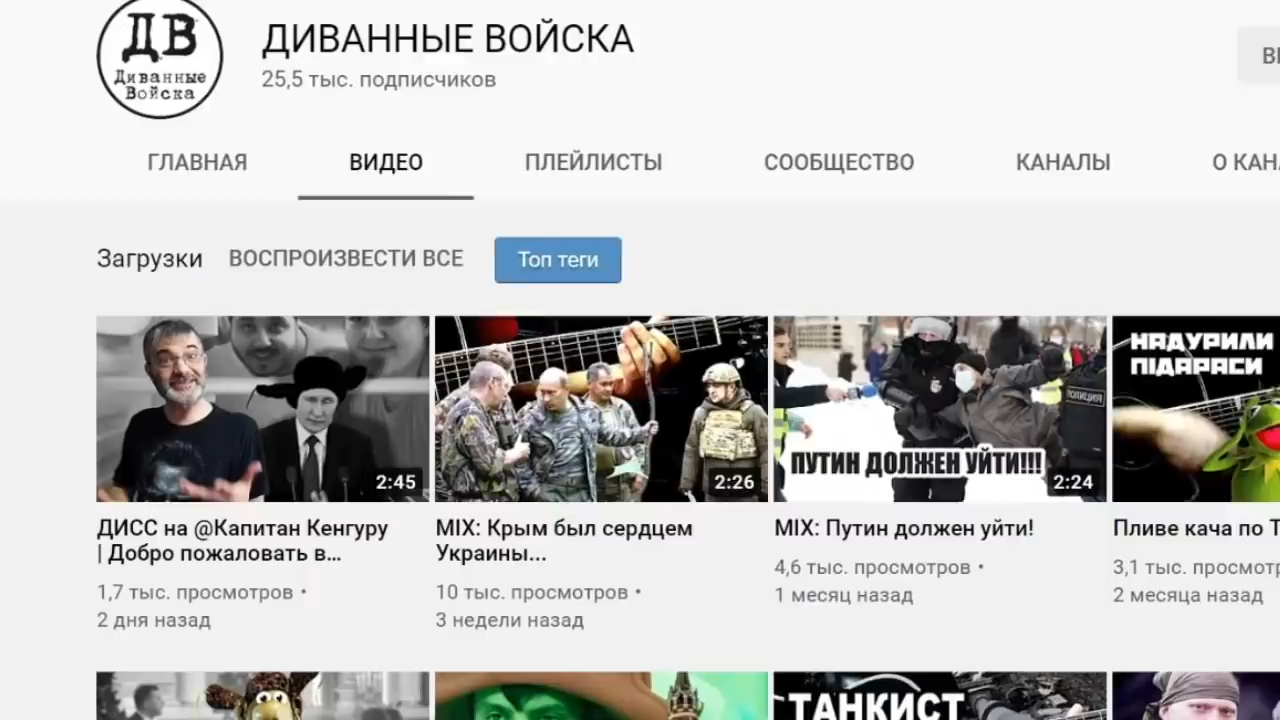 ДВ
Диванные
Войска
ДИВАННЫЕ ВОЙСКА
25,5 тыс. подписчиков
ГЛАВНАЯ ВИДЕО ПЛЕЙЛИСТЫ СООБЩЕСТВО КАНАЛЫ О КАН
Загрузки ВОСПРОИЗВЕСТИ ВСЕ Топ теги
2:45
2:26
ПОЛИЦИЯ
ПУТИН ДОЛЖЕН УЙТИ!!!
2:24
НАДУРИЛИ
ПІДАРАСИ
ДИСС на @Капитан Кенгуру
| Добро пожаловать в...
1,7 тыс. просмотров •
2 дня назад
MIX: Крым был сердцем
Украины...
10 тыс. просмотров •
3 недели назад
MIX: Путин должен уйти!
4,6 тыс. просмотров •
1 месяц назад
Пливе кача по Т
3,1 тыс. просмот
2 месяца назад
ТАНКИСТ